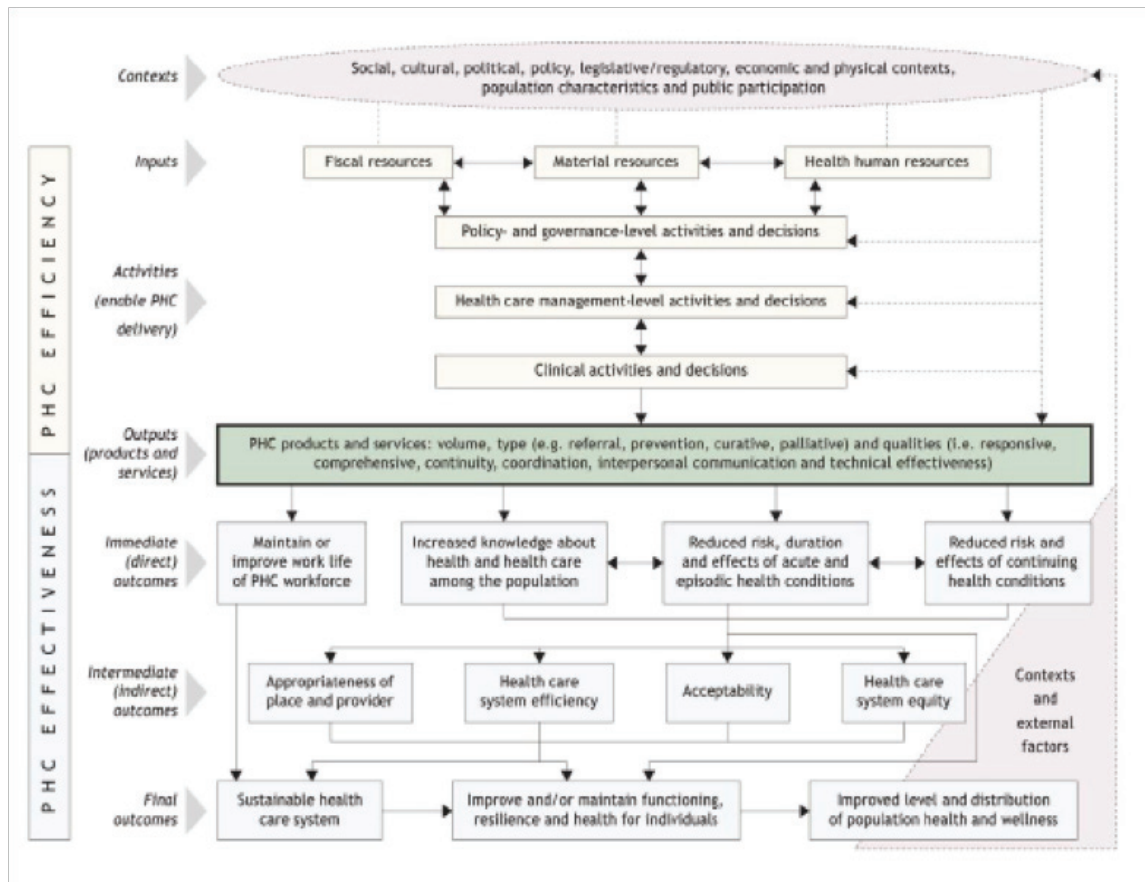 Contexts
Social, cultural, political, policy, legislative/regulatory, economic and physical contexts,
population characteristics and public participation
PHC EFFICIENCY
Inputs
Fiscal resources
Material resources
Health human resources
Policy- and governance-level activities and decisions
Activities
(enable PHC
delivery)
Health care management-level activities and decisions
Clinical activities and decisions
Outputs
(products and
services)
PHC products and services: volume, type (e.g. referral, prevention, curative, palliative) and qualities (i.e. responsive,
comprehensive, continuity, coordination, interpersonal communication and technical effectiveness)
PHC EFFECTIVENESS
Immediate
(direct)
outcomes
Maintain or
improve work life
of PHC workforce
Increased knowledge about
health and health care
among the population
Reduced risk, duration
and effects of acute and
episodic health conditions
Reduced risk and
effects of continuing
health conditions
Intermediate
(indirect)
outcomes
Appropriateness of
place and provider
Health care
system efficiency
Acceptability
Health care
system equity
Contexts
and
external
factors
Final
outcomes
Sustainable health
care system
Improve and/or maintain functioning,
resilience and health for individuals
Improved level and distribution
of population health and wellness